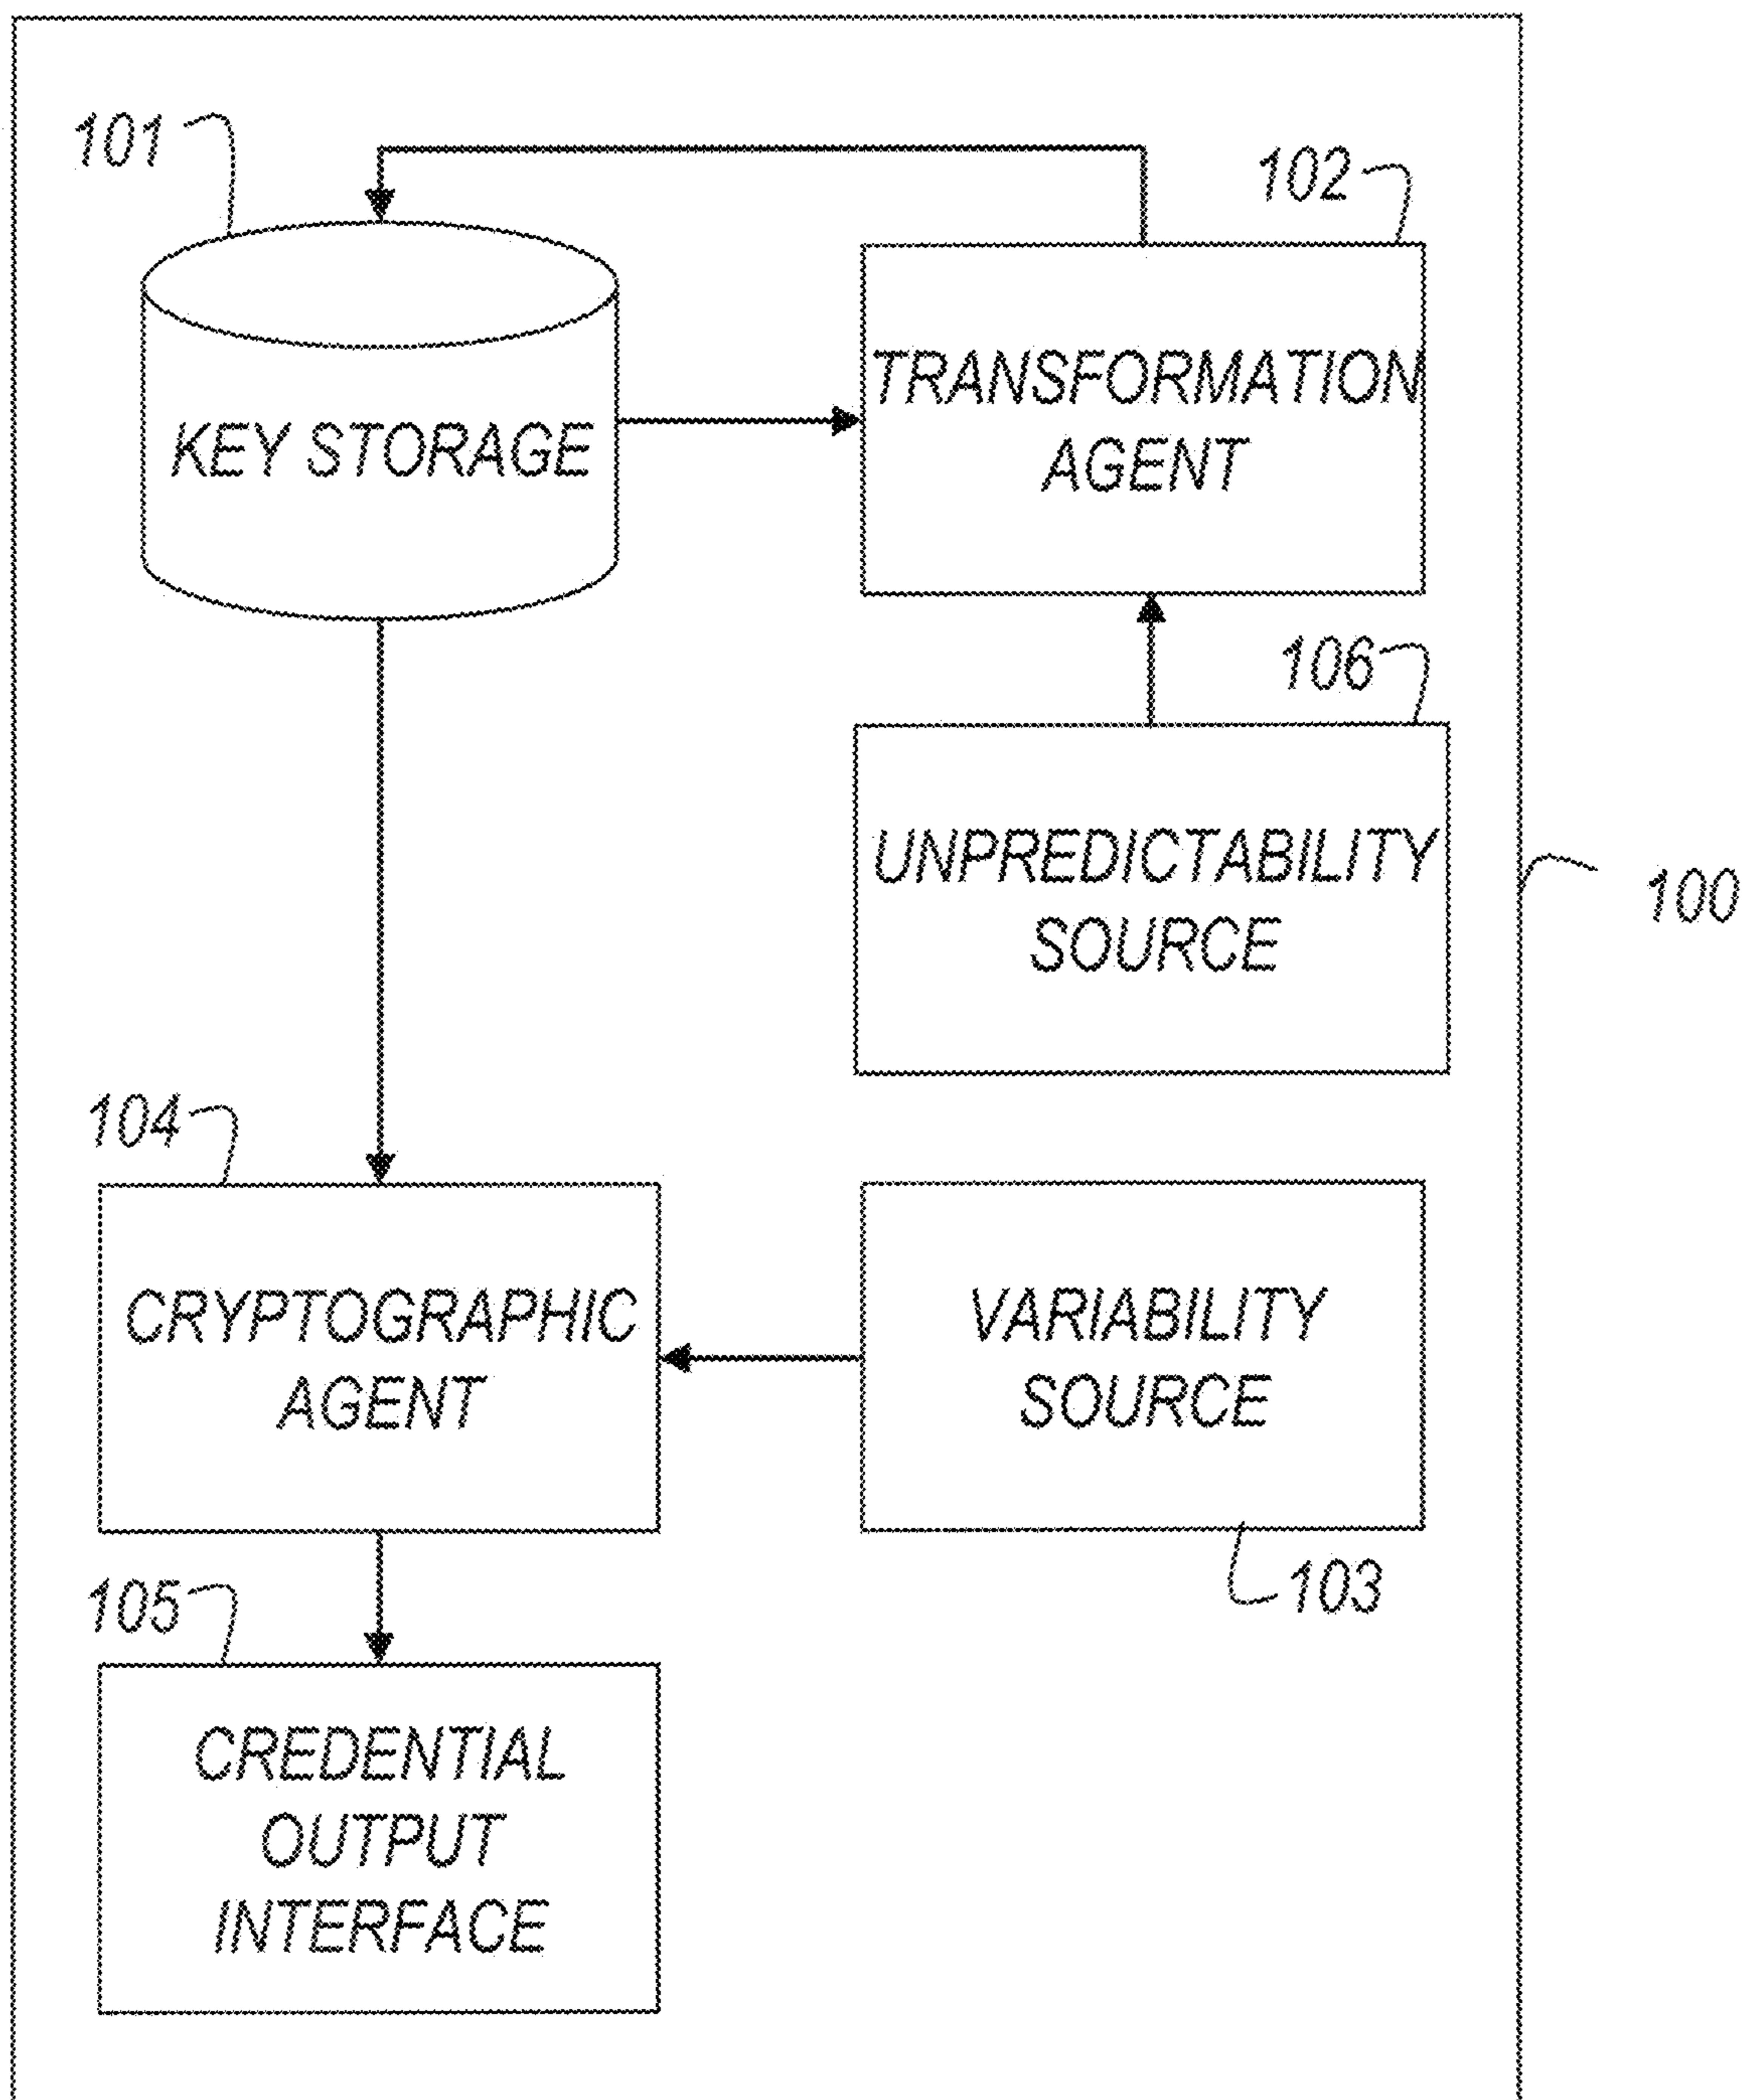 101
102
KEY STORAGE
TRANSFORMATION
AGENT
106
UNPREDICTABILITY
SOURCE
100
104
CRYPTOGRAPHIC
AGENT
VARIABILITY
SOURCE
103
105
CREDENTIAL
OUTPUT
INTERFACE